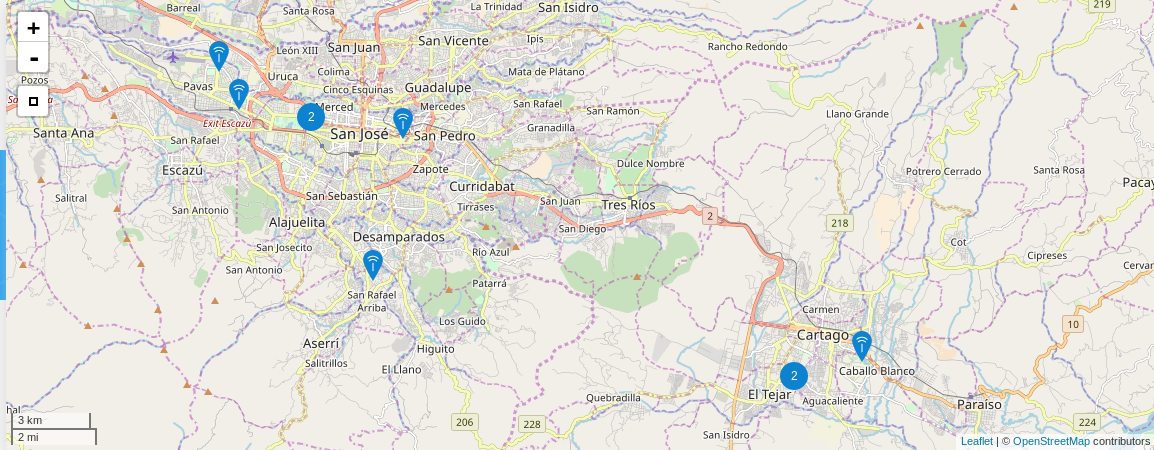 Barreal
Santa Rosa
La Trinidad
San Isidro
219
+
-
León XIII
San Juan
San Vicente
Ipis
Rancho Redondo
Pozos
Pavas
Uruca
Colima
Cinco Esquinas
Guadalupe
Mata de Plátano
Merced
2
Mercedes
San Rafael
San Ramón
Llano Grande
Santa Ana
Exit Escazú
San José
San Pedro
Granadilla
San Rafael
Escazú
Zapote
Dulce Nombre
Potrero Cerrado
Santa Rosa
Pacay
Salitral
San Sebastián
Curridabat
San Juan
Tres Ríos
San Antonio
Alajuelita
Tirrases
2
218
San Diego
San Josecito
Desamparados
Río Azul
Cot
Cipreses
San Antonio
Patarrá
Cervan
San Rafael
Arriba
Carmen
Los Guido
10
Aserrí
Higuito
Cartago
Salitrillos
El Llano
2
Caballo Blanco
Quebradilla
El Tejar
Aguacaliente
Paraíso
hal
3 km
2 mi
206
228
224
San Isidro
Leaflet | © OpenStreetMap contributors